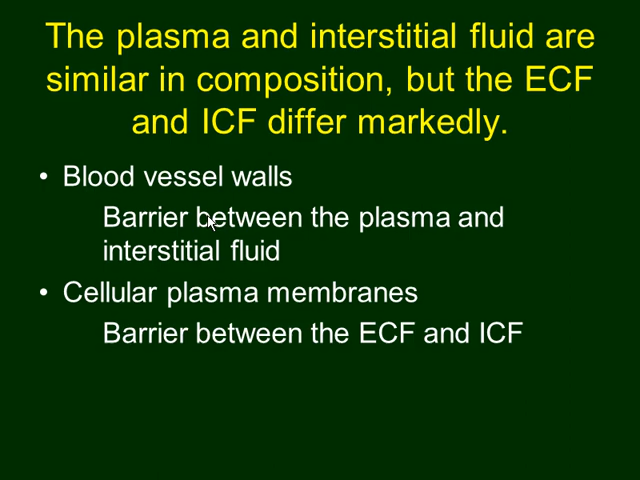 The plasma and interstitial fluid are
similar in composition, but the ECF
and ICF differ markedly.
• Blood vessel walls
Barrier between the plasma and
interstitial fluid
• Cellular plasma membranes
Barrier between the ECF and ICF